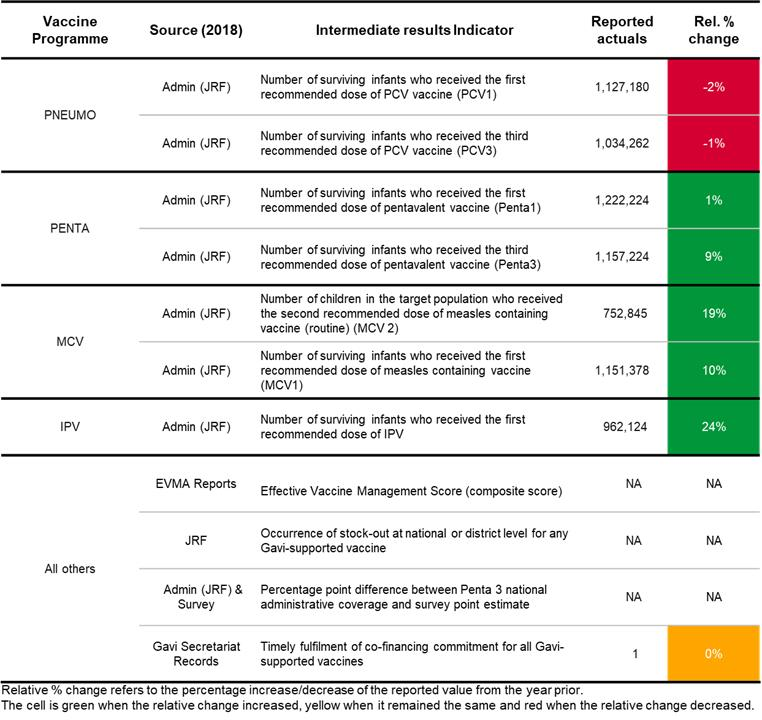 Vaccine Programme Source (2018) Intermediate results Indicator Reported actuals Rel. % change
PNEUMO
Admin (JRF)
Number of surviving infants who received the first
recommended dose of PCV vaccine (PCV1)
1,127,180
-2%
Admin (JRF)
Number of surviving infants who received the third
recommended dose of PCV vaccine (PCV3)
1,034,262
-1%
PENTA
Admin (JRF)
Number of surviving infants who received the first
recommended dose of pentavalent vaccine (Penta1)
1,222,224
1%
Admin (JRF)
Number of surviving infants who received the third
recommended dose of pentavalent vaccine (Penta3)
1,157,224
9%
MCV
Admin (JRF)
Number of children in the target population who received
the second recommended dose of measles containing
vaccine (routine) (MCV 2)
752,845
19%
Admin (JRF)
Number of surviving infants who received the first
recommended dose of measles containing vaccine
(MCV1)
1,151,378
10%
IPV
Admin (JRF)
Number of surviving infants who received the first
recommended dose of IPV
962,124
24%
All others
EVMA Reports
Effective Vaccine Management Score (composite score)
NA
NA
JRF
Occurrence of stock-out at national or district level for any
Gavi-supported vaccine
NA
NA
Admin (JRF) &
Survey
Percentage point difference between Penta 3 national
administrative coverage and survey point estimate
NA
NA
Gavi Secretariat
Records
Timely fulfilment of co-financing commitment for all Gavi-
supported vaccines
1
0%
Relative % change refers to the percentage increase/decrease of the reported value from the year prior.
The cell is green when the relative change increased, yellow when it remained the same and red when the relative change decreased.